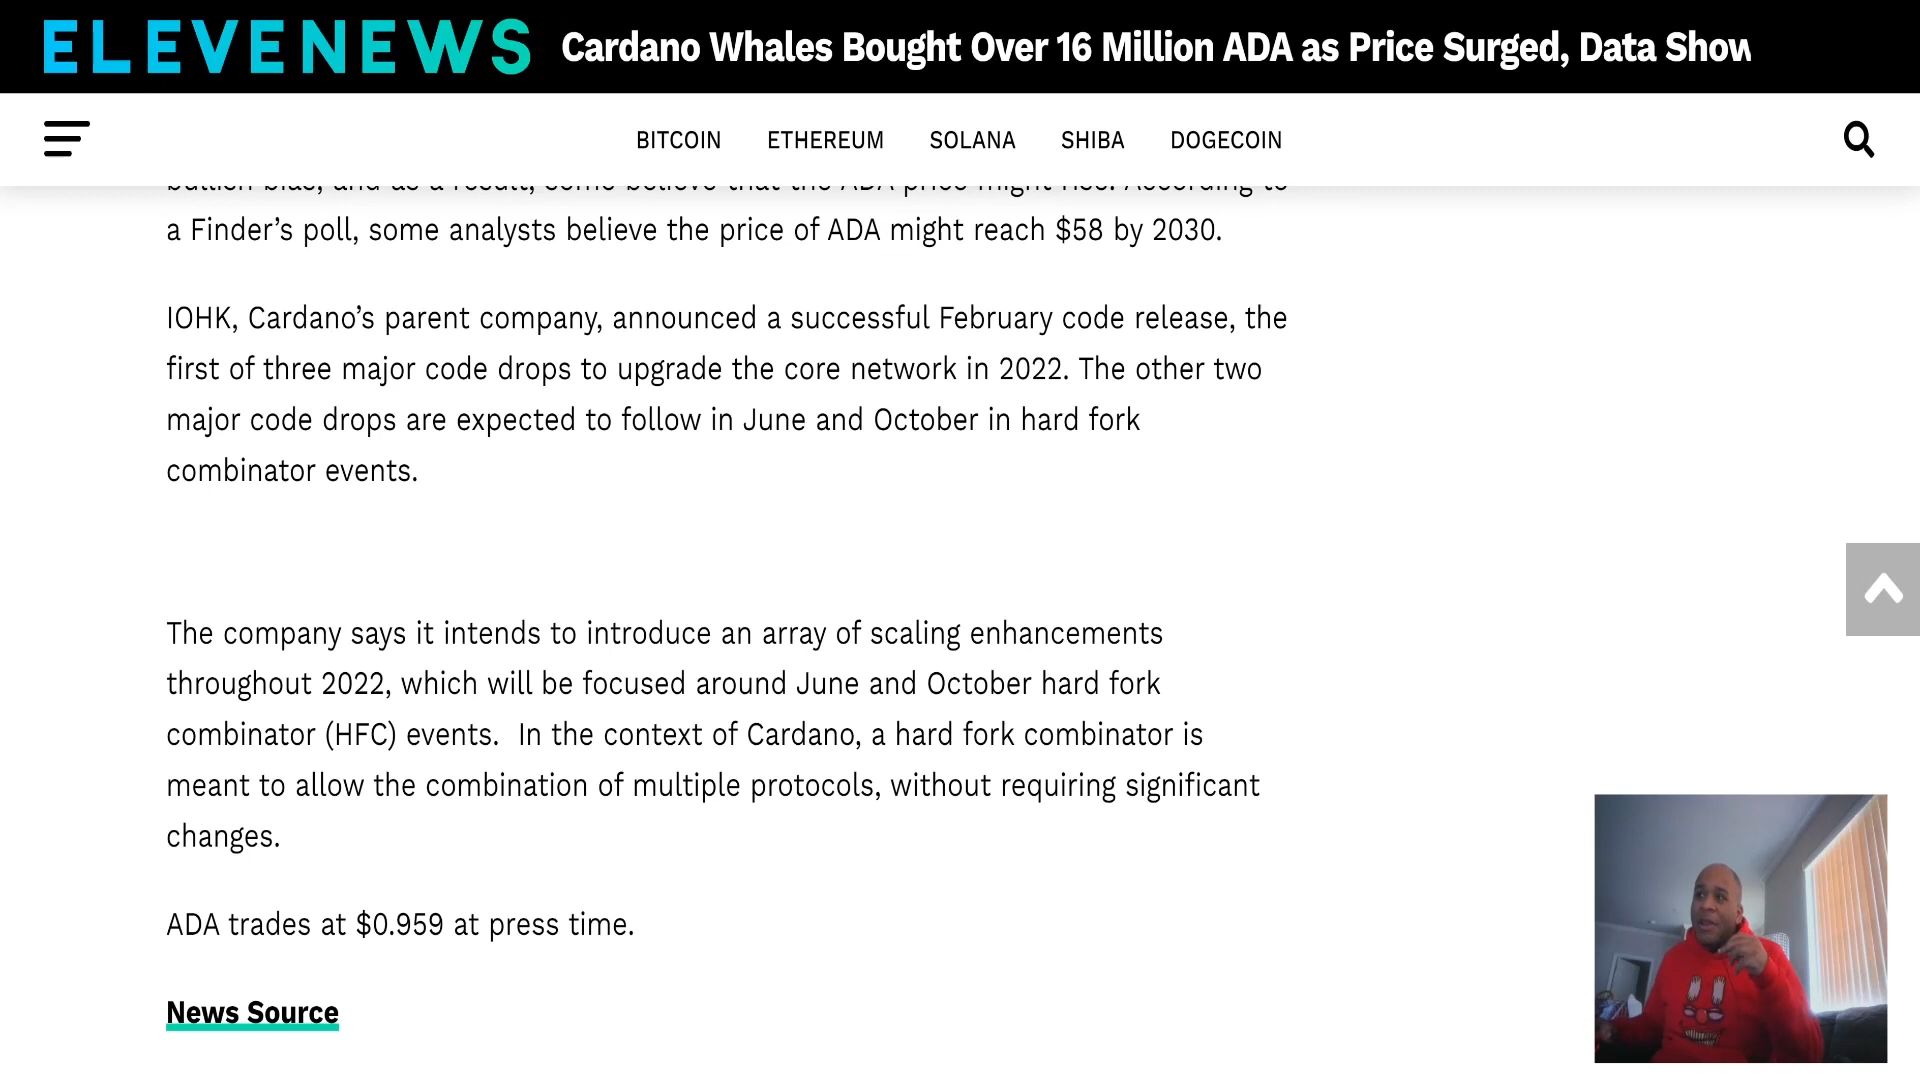 ELEVENEWS
Cardano Whales Bought Over 16 Million ADA as Price Surged, Data Show
BITCOIN ETHEREUM SOLANA SHIBA DOGECOIN
bullish bias, and as a result, some believe that the ADA price might rise. According to
a Finder’s poll, some analysts believe the price of ADA might reach $58 by 2030.
IOHK, Cardano’s parent company, announced a successful February code release, the
first of three major code drops to upgrade the core network in 2022. The other two
major code drops are expected to follow in June and October in hard fork
combinator events.
The company says it intends to introduce an array of scaling enhancements
throughout 2022, which will be focused around June and October hard fork
combinator (HFC) events.  In the context of Cardano, a hard fork combinator is
meant to allow the combination of multiple protocols, without requiring significant
changes.
ADA trades at $0.959 at press time.
News Source